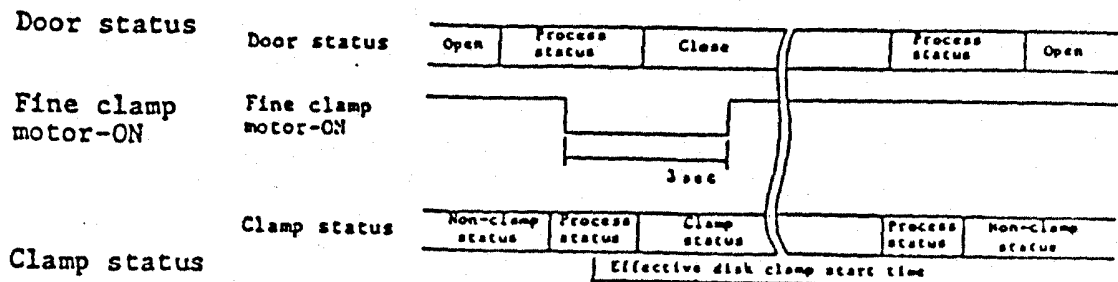 Door status
Door status Open Process status Close Process status Open
Fine clamp motor-ON
Fine clamp motor-ON
3 sec
Clamp status Non-clamp status Process status Clamp status Process status Non-clamp status
Clamp status
Effective disk clamp start time